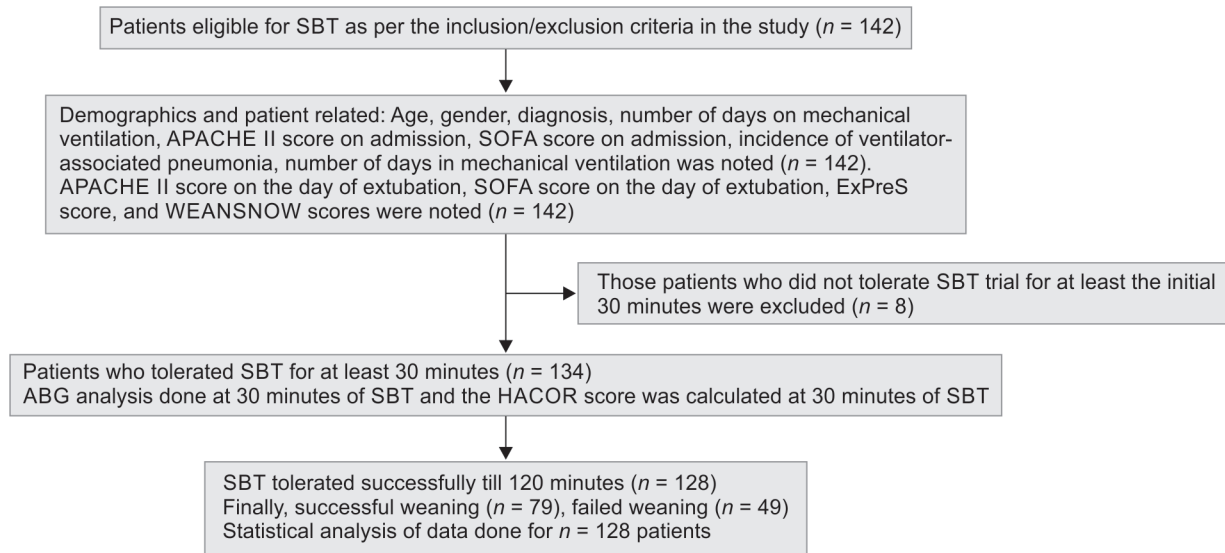 Patients eligible for SBT as per the inclusion/exclusion criteria in the study (n = 142)
Demographics and patient related: Age, gender, diagnosis, number of days on mechanical
ventilation, APACHE II score on admission, SOFA score on admission, incidence of ventilator-
associated pneumonia, number of days in mechanical ventilation was noted (n = 142).
APACHE II score on the day of extubation, SOFA score on the day of extubation, ExPreS
score, and WEANSNOW scores were noted (n = 142)
Those patients who did not tolerate SBT trial for at least the initial
30 minutes were excluded (n = 8)
Patients who tolerated SBT for at least 30 minutes (n = 134)
ABG analysis done at 30 minutes of SBT and the HACOR score was calculated at 30 minutes of SBT
SBT tolerated successfully till 120 minutes (n = 128)
Finally, successful weaning (n = 79), failed weaning (n = 49)
Statistical analysis of data done for n = 128 patients